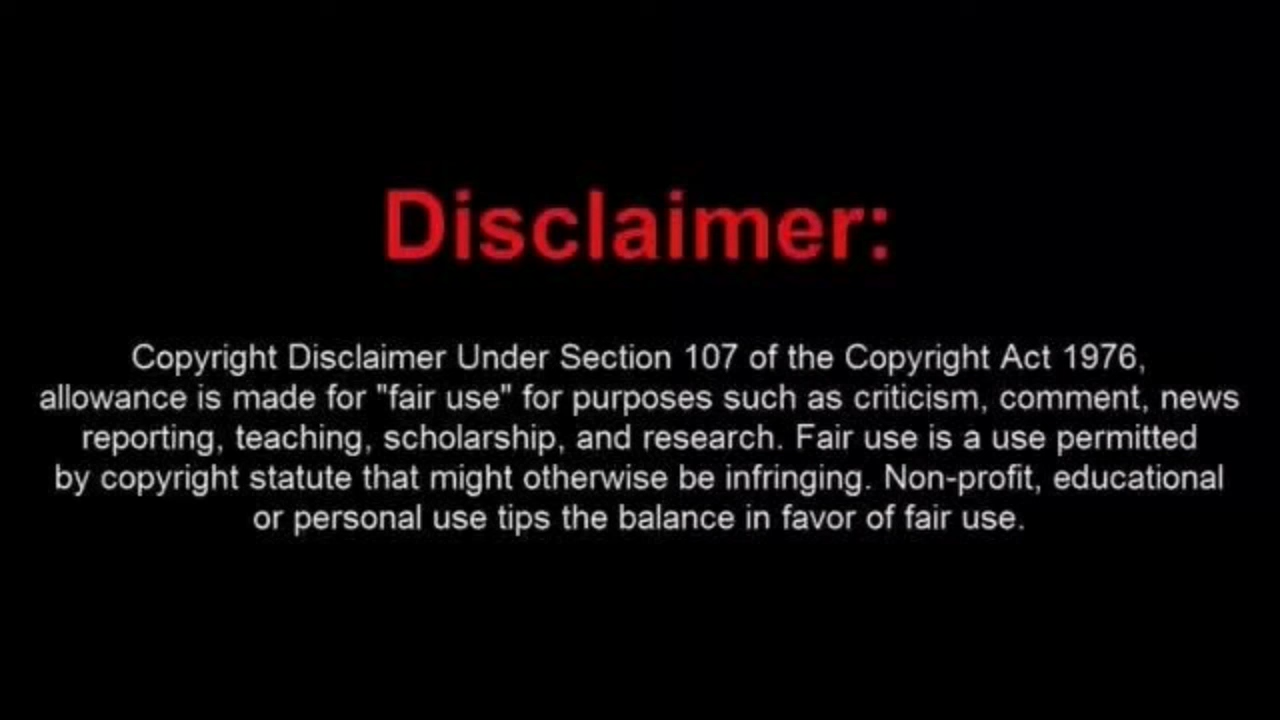 Disclaimer:
Copyright Disclaimer Under Section 107 of the Copyright Act 1976,
allowance is made for "fair use" for purposes such as criticism, comment, news
reporting, teaching, scholarship, and research. Fair use is a use permitted
by copyright statute that might otherwise be infringing. Non-profit, educational
or personal use tips the balance in favor of fair use.